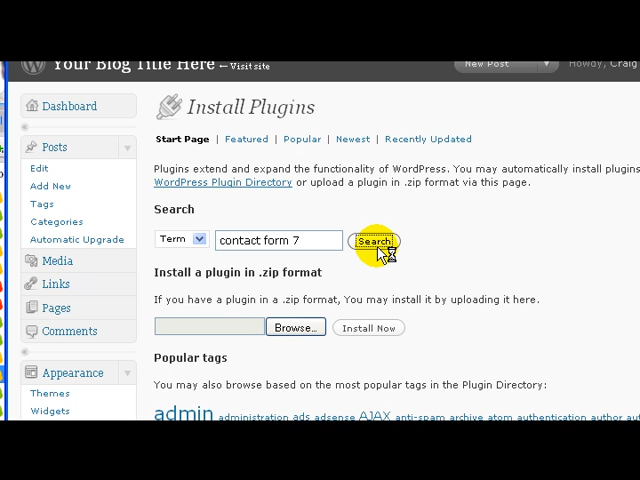 Your Blog Title Here ← Visit site
New Post
Howdy, Craig
Dashboard
Install Plugins
Start Page | Featured | Popular | Newest | Recently Updated
Posts
Edit
Add New
Tags
Categories
Automatic Upgrade
Media
Links
Pages
Comments
Appearance
Themes
Widgets
Plugins extend and expand the functionality of WordPress. You may automatically install plugins
WordPress Plugin Directory or upload a plugin in .zip format via this page.
Search
Term contact form 7 Search
Install a plugin in .zip format
If you have a plugin in a .zip format, You may install it by uploading it here.
Browse... Install Now
Popular tags
You may also browse based on the most popular tags in the Plugin Directory:
admin administration ads adsense AJAX anti-spam archive atom authentication author